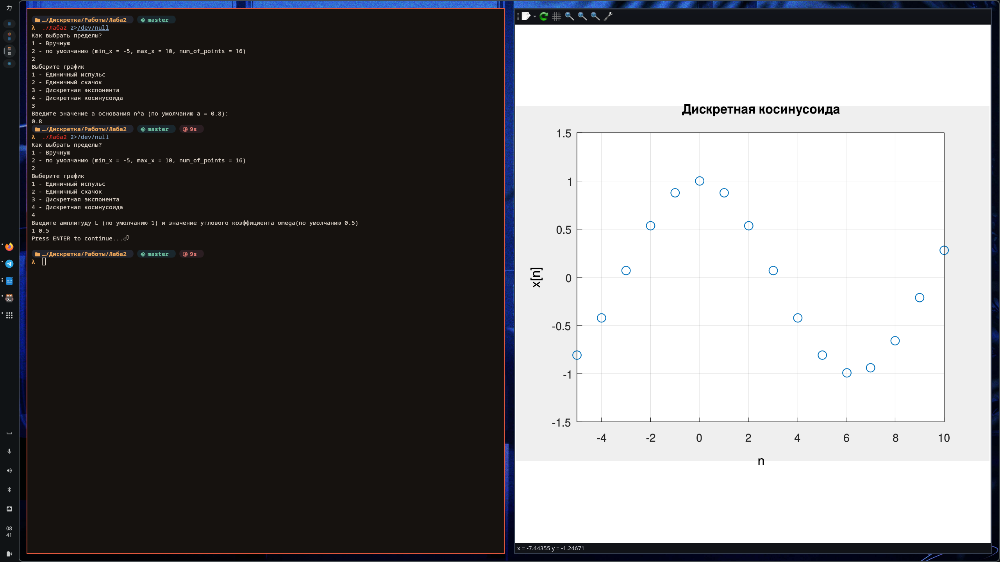 力
…/Дискретка/Работы/Лаба2 master
λ ./Лаба2 2>/dev/null
Как выбрать пределы?
1 - Вручную
2 - по умолчанию (min_x = -5, max_x = 10, num_of_points = 16)
2
Выберите график
1 - Единичный испульс
2 - Единичный скачок
3 - Дискретная экспонента
4 - Дискретная косинусоида
3
Введите значение a основания n^a (по умолчанию a = 0.8):
0.8
…/Дискретка/Работы/Лаба2 master 9s
λ ./Лаба2 2>/dev/null
Как выбрать пределы?
1 - Вручную
2 - по умолчанию (min_x = -5, max_x = 10, num_of_points = 16)
2
Выберите график
1 - Единичный испульс
2 - Единичный скачок
3 - Дискретная экспонента
4 - Дискретная косинусоида
4
Введите амплитуду L (по умолчанию 1) и значение углового коэффициента omega(по умолчанию 0.5)
1 0.5
Press ENTER to continue...⏎
…/Дискретка/Работы/Лаба2 master 9s
λ
08
41
Дискретная косинусоида
1.5
1
0.5
0
-0.5
-1
-1.5
x[n]
-4 -2 0 2 4 6 8 10
n
x = -7.44355 y = -1.24671